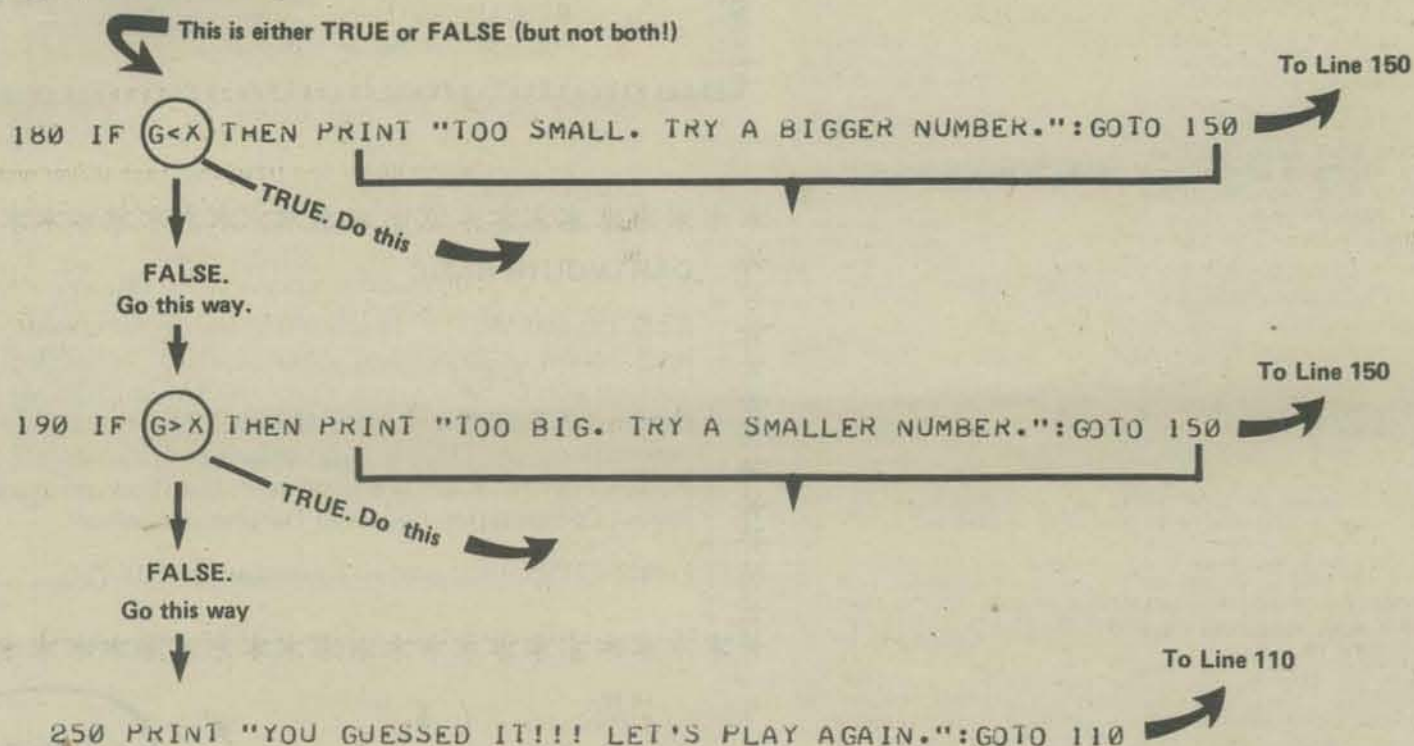 This is either TRUE or FALSE (but not both!)
To Line 150
180 IF G<X THEN PRINT "TOO SMALL. TRY A BIGGER NUMBER.":GOTO 150
TRUE. Do this
FALSE.
Go this way.
To Line 150
190 IF G>X THEN PRINT "TOO BIG. TRY A SMALLER NUMBER.":GOTO 150
TRUE. Do this
FALSE.
Go this way
To Line 110
250 PRINT "YOU GUESSED IT!!! LET'S PLAY AGAIN.":GOTO 110